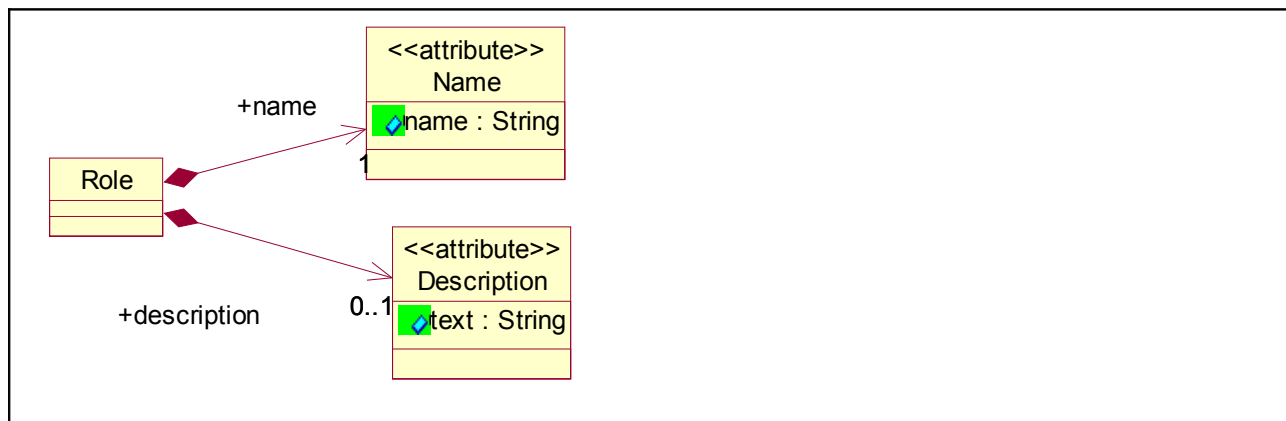 <<attribute>>
Name
name : String
+name
1
Role
<<attribute>>
Description
text : String
0..1
+description